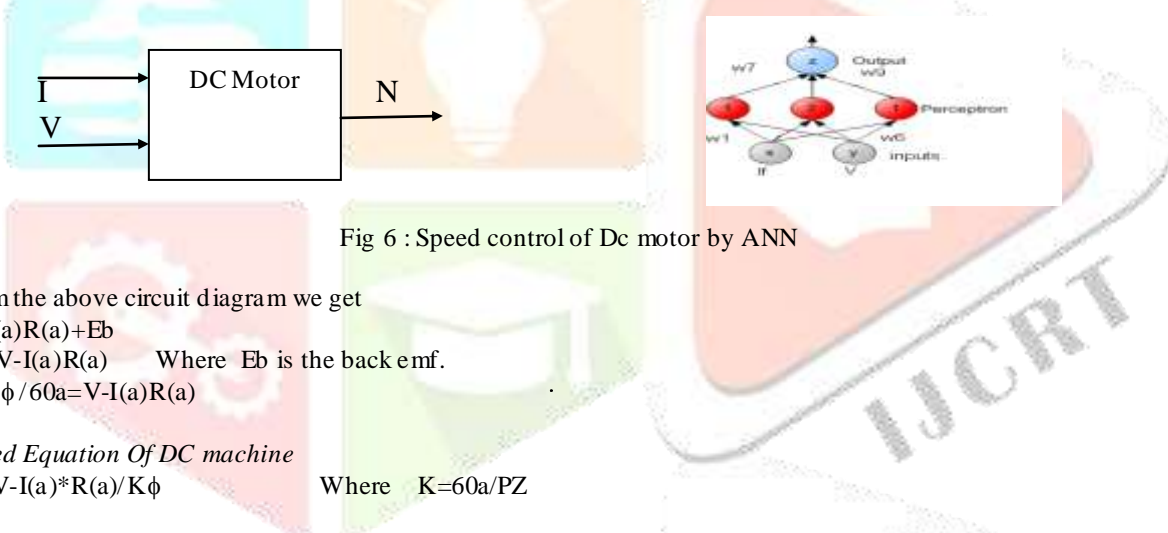 DC Motor
I
N
V
z
Output
w7
w9
Perceptron
w1
w6
x
y
inputs
If
V
Fig 6 : Speed control of Dc motor by ANN
the above circuit diagram we get
a)R(a)+Eb
V-I(a)R(a) Where Eb is the back emf.
ϕ/60a=V-I(a)R(a)
.
ed Equation Of DC machine
V-I(a)*R(a)/Kϕ Where K=60a/PZ
IJCRT